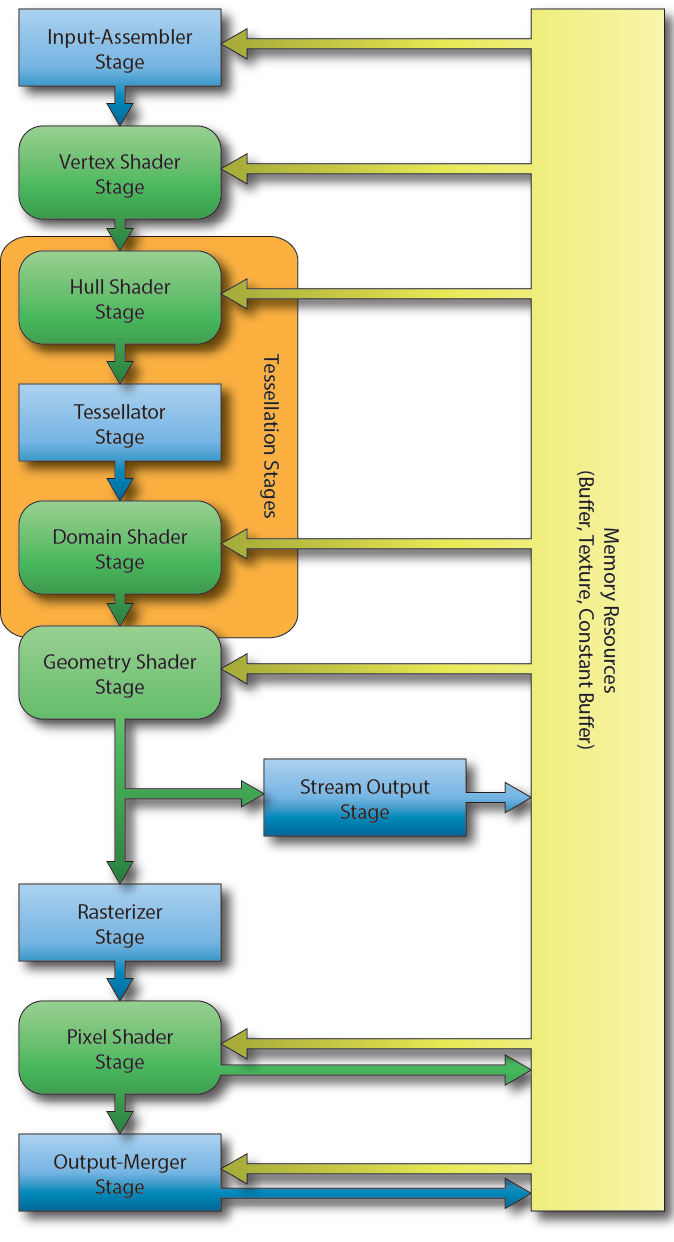 Input-Assembler
Stage
Vertex Shader
Stage
Hull Shader
Stage
Tessellator
Stage
Domain Shader
Stage
Tessellation Stages
Geometry Shader
Stage
Stream Output
Stage
Rasterizer
Stage
Pixel Shader
Stage
Output-Merger
Stage
Memory Resources
(Buffer, Texture, Constant Buffer)